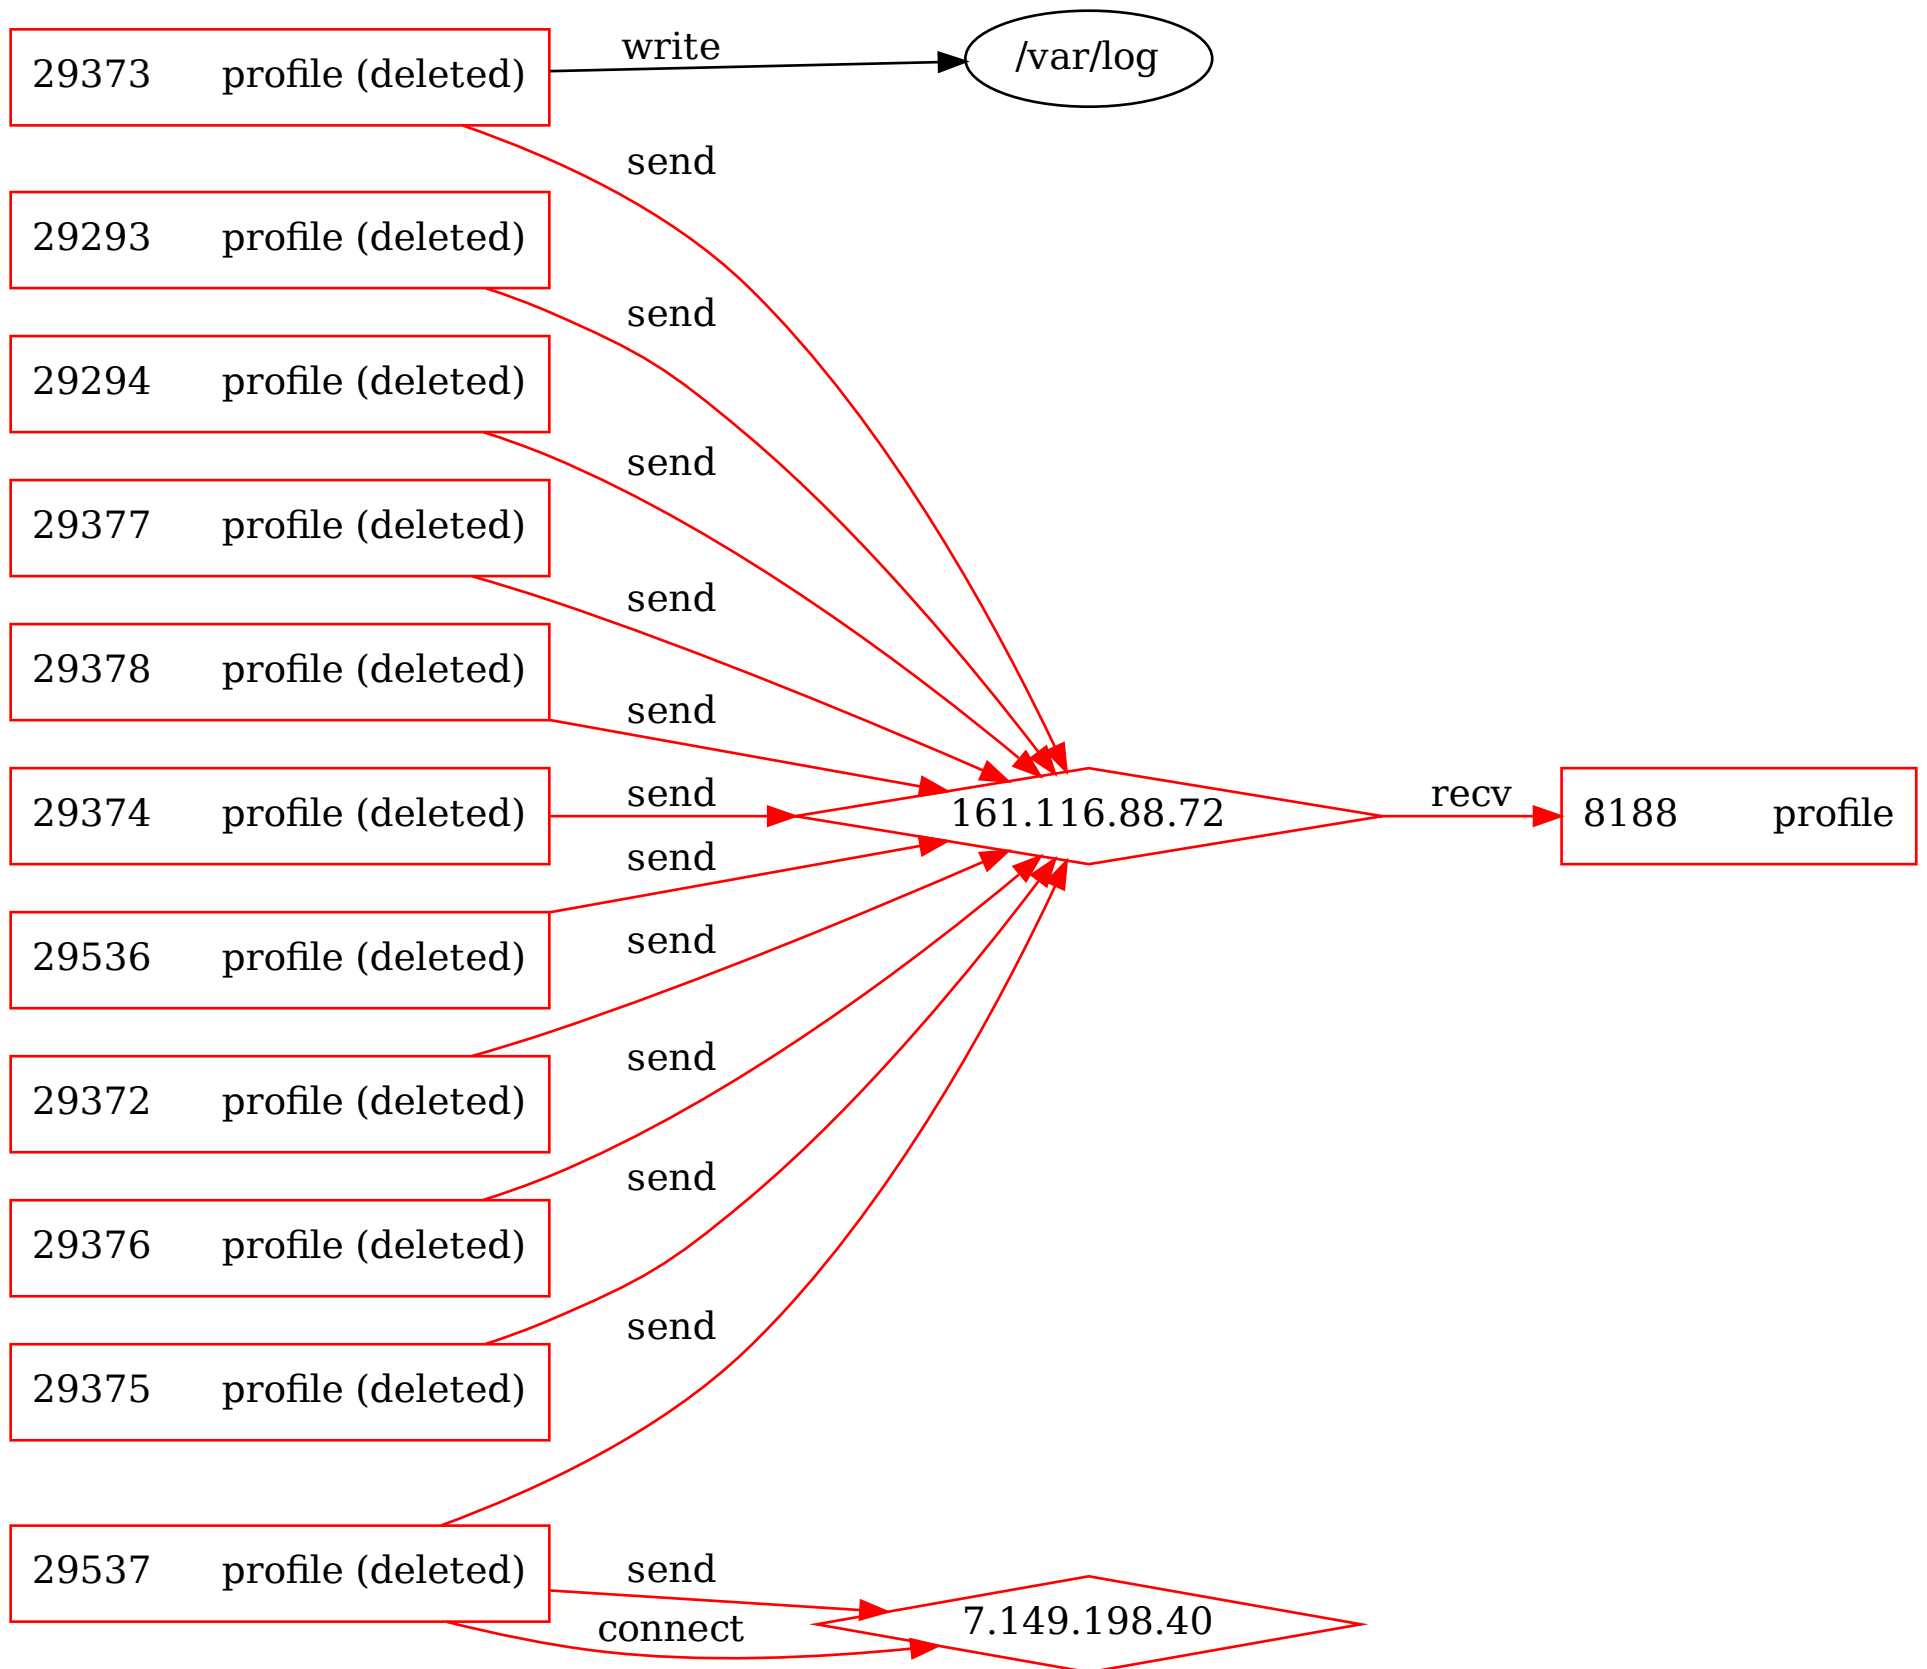 29373 profile (deleted)
write
/var/log
send
29293 profile (deleted)
send
29294 profile (deleted)
send
29377 profile (deleted)
send
29378 profile (deleted)
send
29374 profile (deleted)
send
161.116.88.72
recv
8188 profile
send
29536 profile (deleted)
send
29372 profile (deleted)
send
29376 profile (deleted)
send
29375 profile (deleted)
send
29537 profile (deleted)
send
7.149.198.40
connect